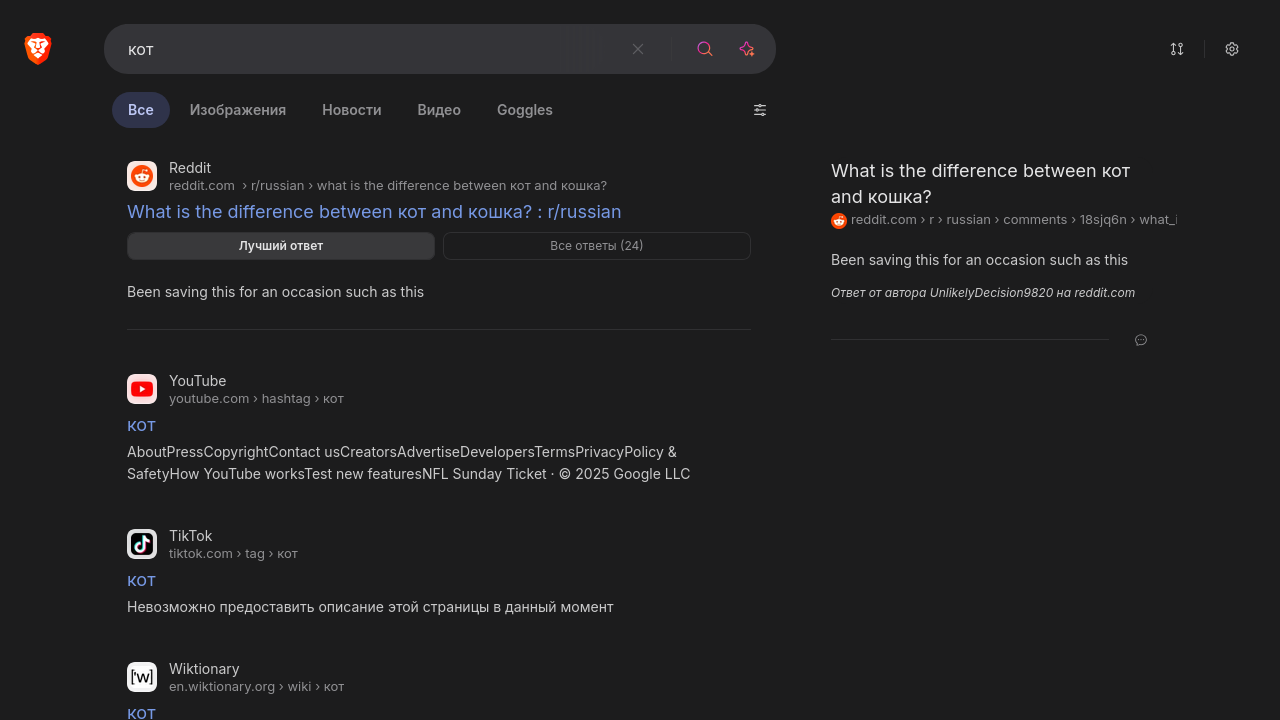 кот
Все
Изображения
Новости
Видео
Goggles
Reddit
reddit.com › r/russian › what is the difference between кот and кошка?
What is the difference between кот and кошка? : r/russian
Лучший ответ
Все ответы (24)
Been saving this for an occasion such as this
YouTube
youtube.com › hashtag › кот
кот
AboutPressCopyrightContact usCreatorsAdvertiseDevelopersTermsPrivacyPolicy &
SafetyHow YouTube worksTest new featuresNFL Sunday Ticket · © 2025 Google LLC
TikTok
tiktok.com › tag › кот
кот
Невозможно предоставить описание этой страницы в данный момент
Wiktionary
en.wiktionary.org › wiki › кот
кот
What is the difference between кот
and кошка?
reddit.com › r › russian › comments › 18sjq6n › what_i
Been saving this for an occasion such as this
Ответ от автора UnlikelyDecision9820 на reddit.com